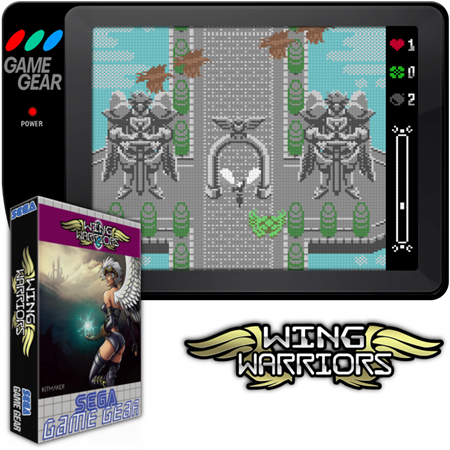 GAME
GEAR
POWER
1
0
2
SEGA
WING
WARRIORS
WING
WARRIORS
KITMAKER
SEGA
GAME GEAR
SEGA
GAME GEAR
WING
WARRIORS